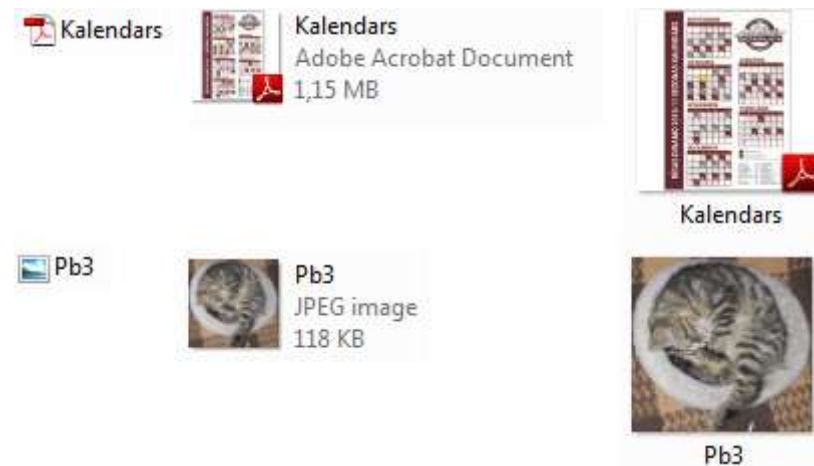 Kalendars
Kalendars
Adobe Acrobat Document
1,15 MB
Kalendars
Pb3
Pb3
JPEG image
118 KB
Pb3